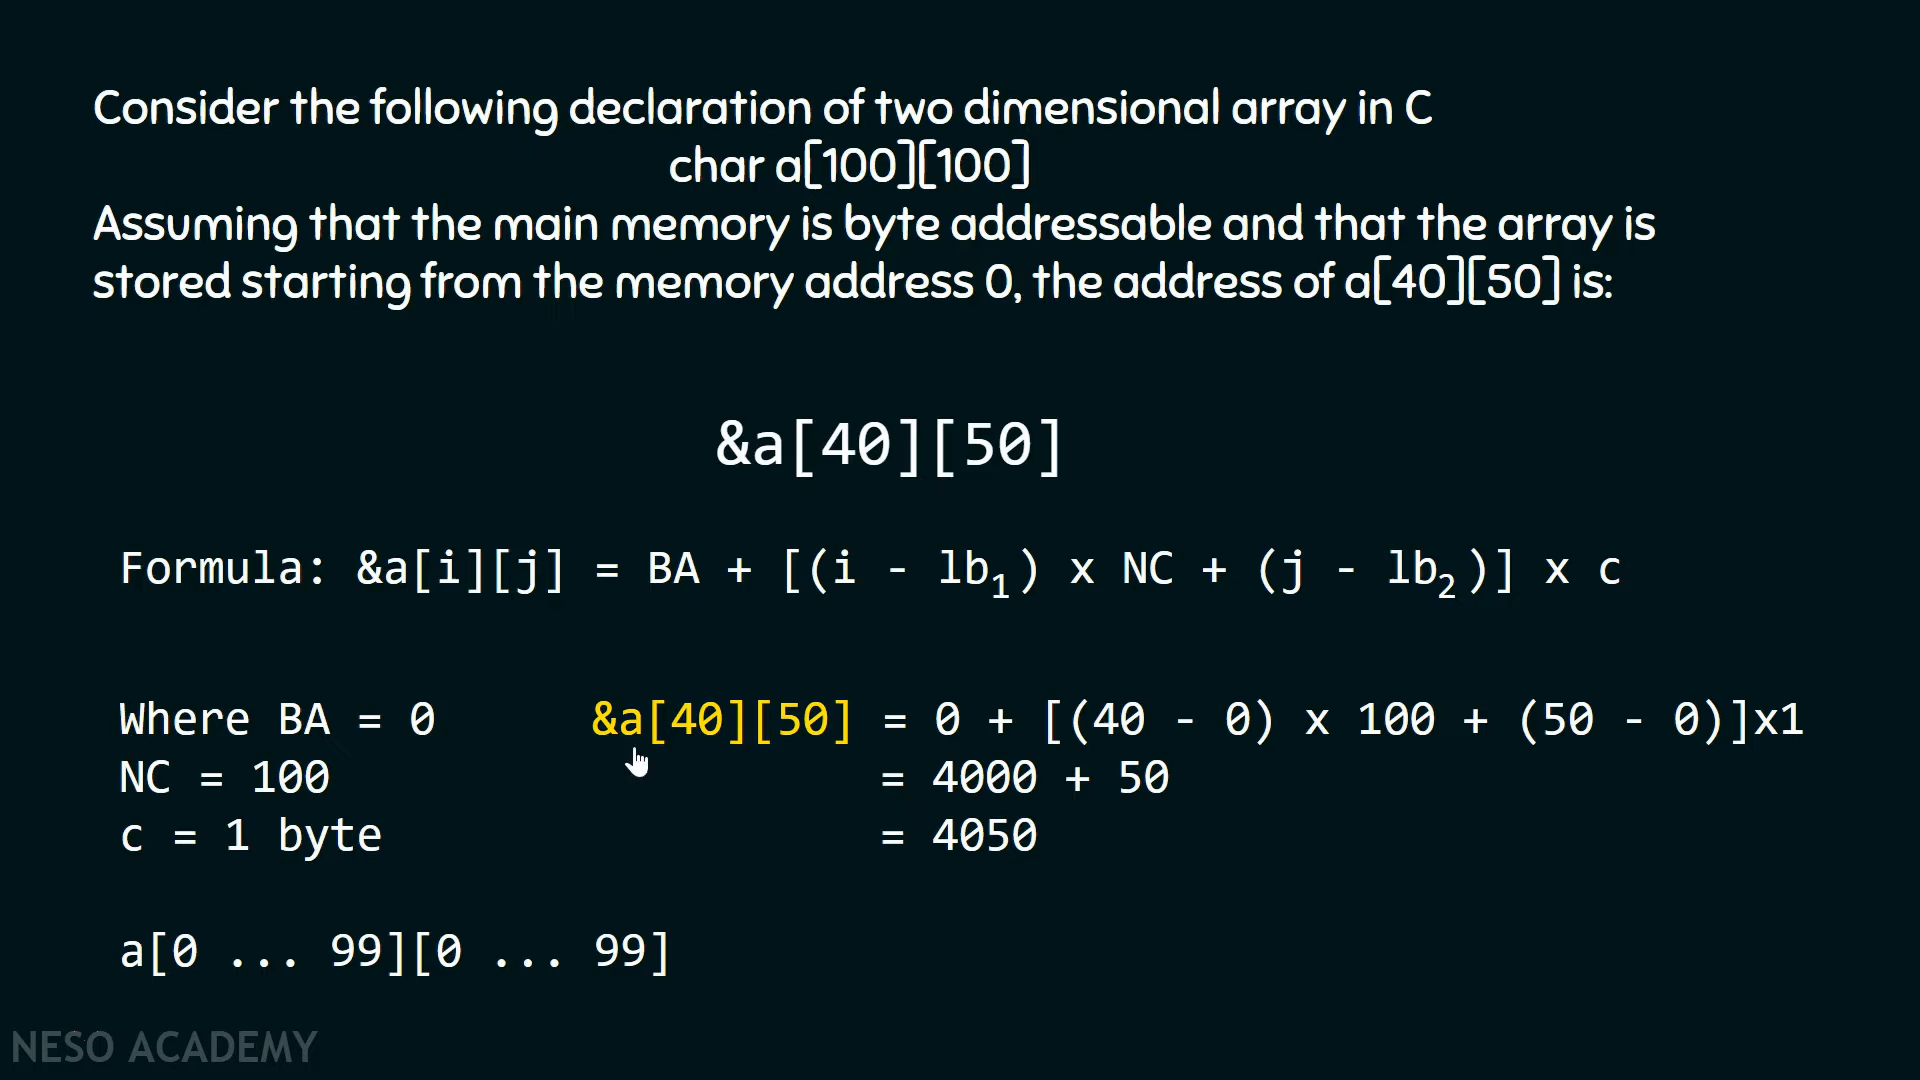 Consider the following declaration of two dimensional array in C
char a[100][100]
Assuming that the main memory is byte addressable and that the array is
stored starting from the memory address 0, the address of a[40][50] is:
&a[40][50]
Formula: &a[i][j] = BA + [(i - lb₁) x NC + (j - lb₂)] x c
Where BA = 0
NC = 100
c = 1 byte
&a[40][50] = 0 + [(40 - 0) x 100 + (50 - 0)]x1
= 4000 + 50
= 4050
a[0 ... 99][0 ... 99]
NESO ACADEMY